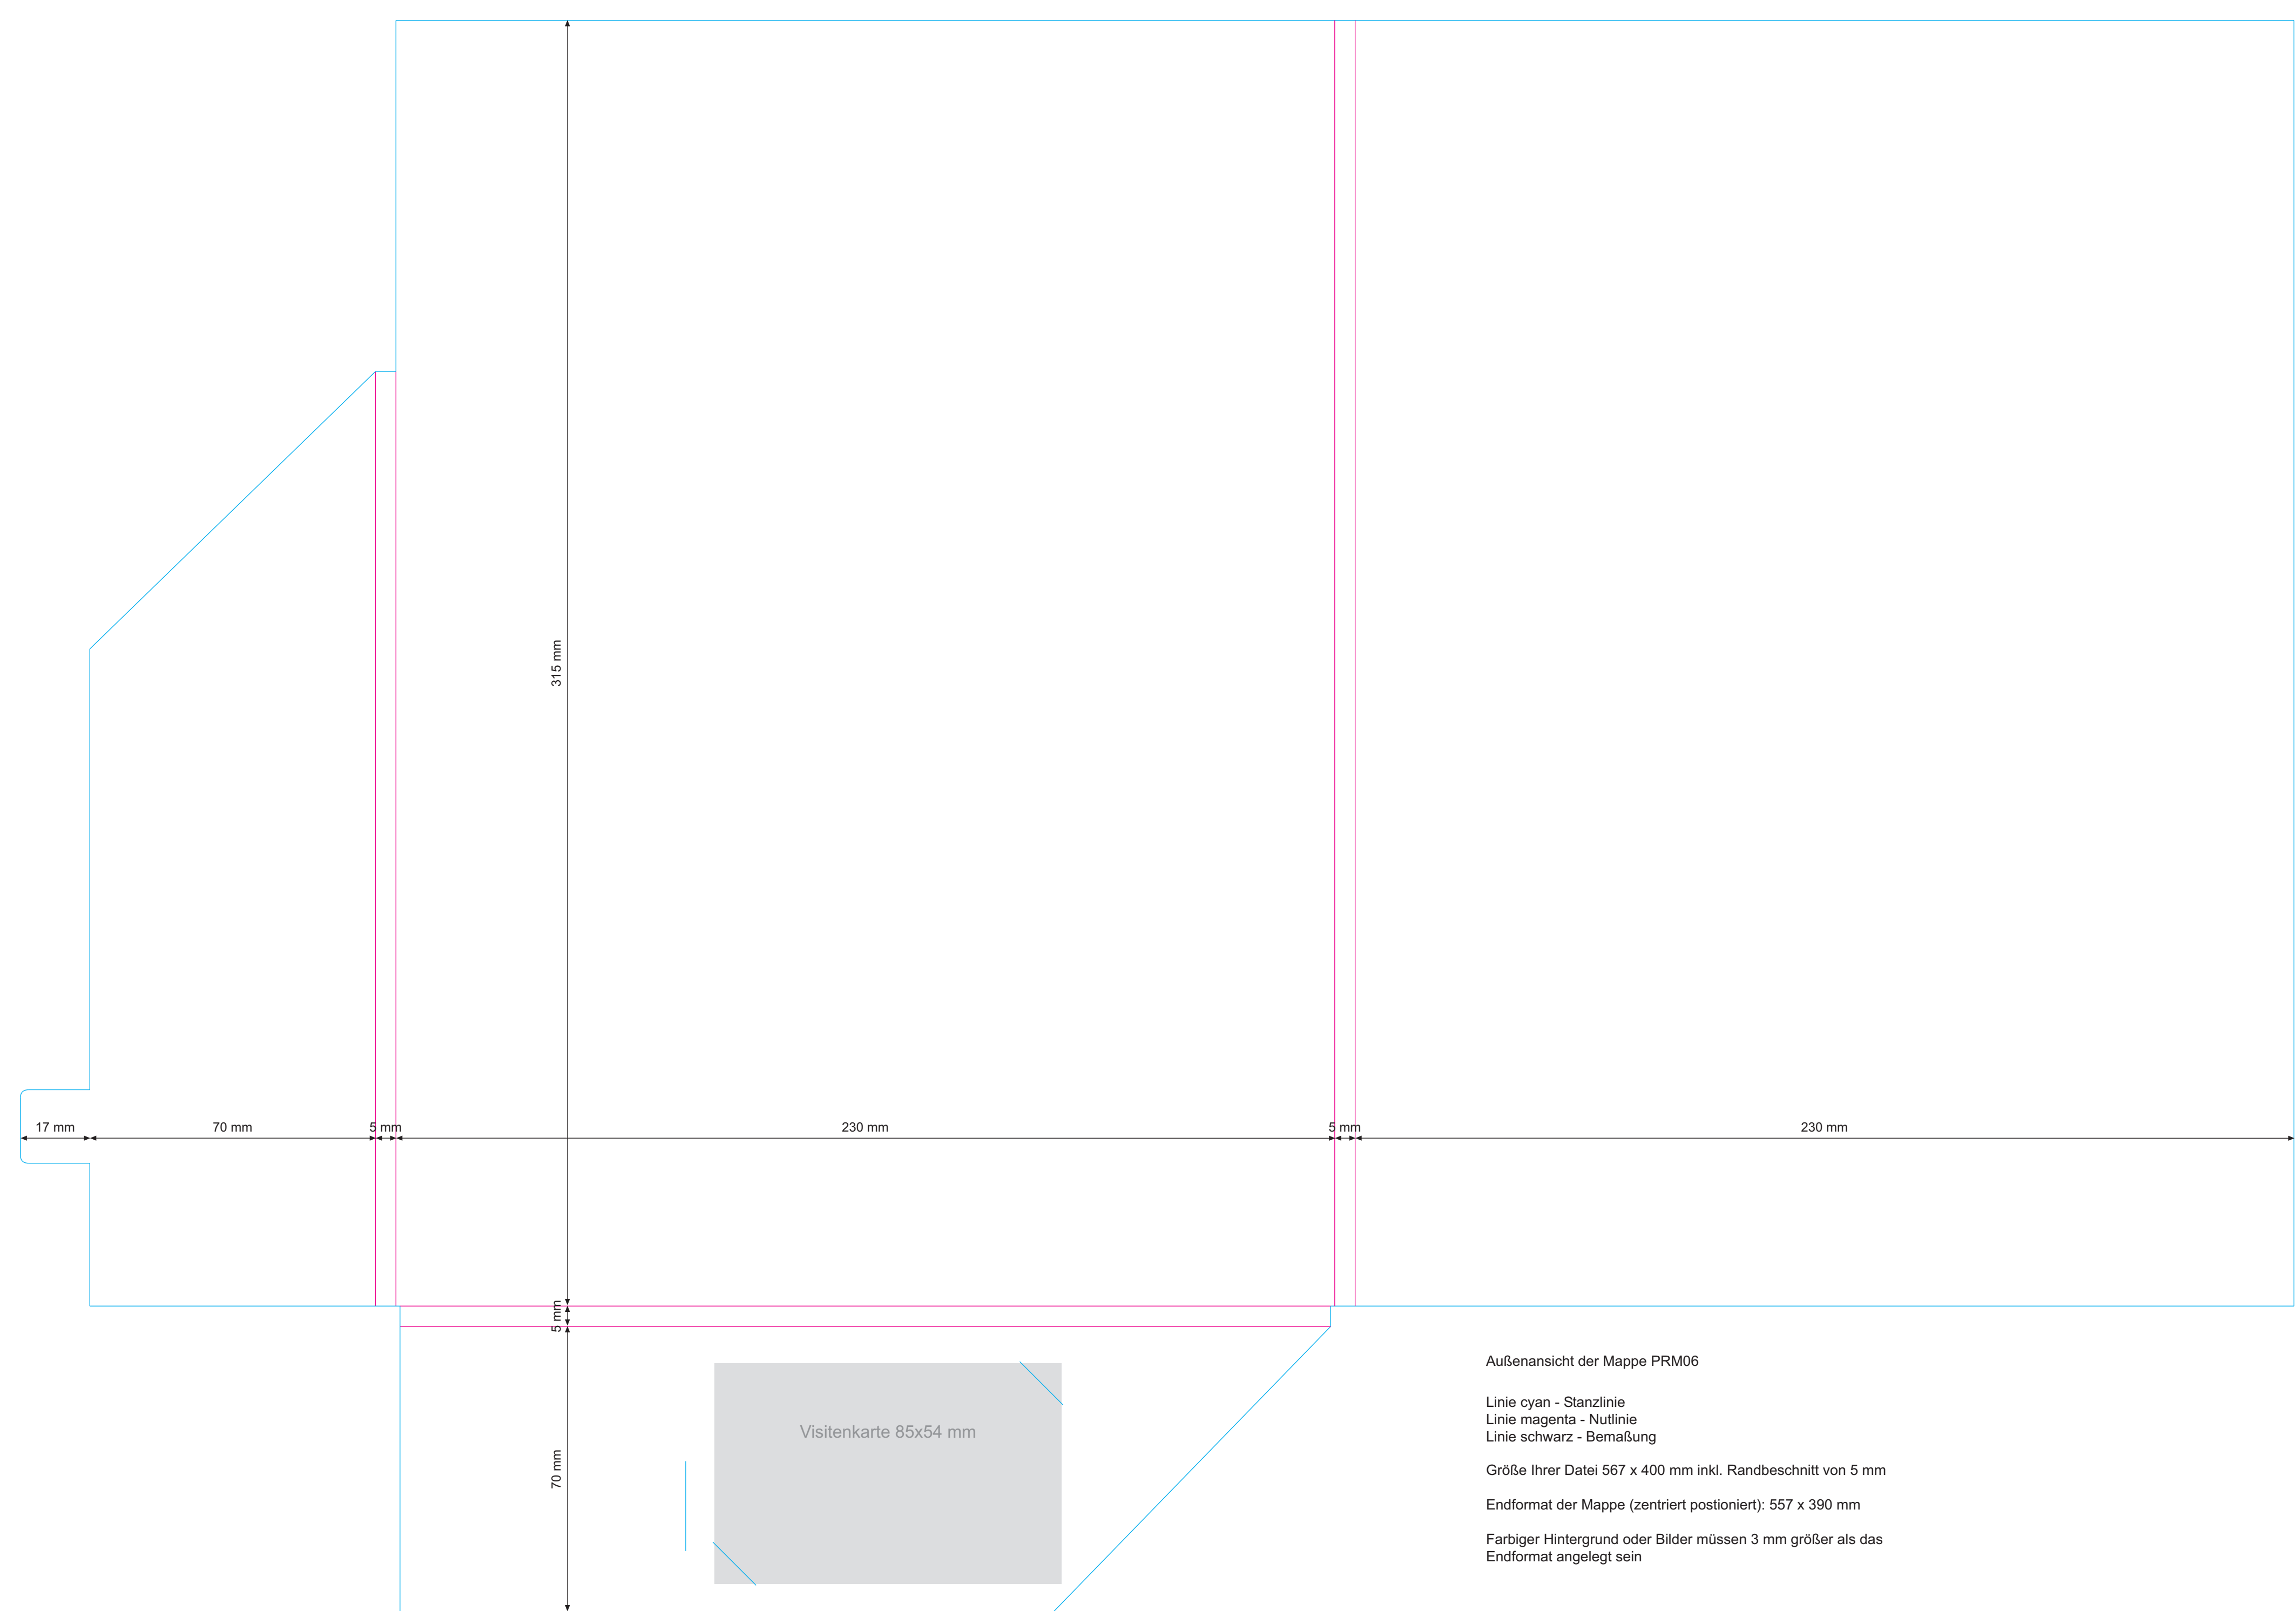 315 mm
17 mm
70 mm
5 mm
230 mm
5 mm
230 mm
5 mm
70 mm
Visitenkarte 85x54 mm
Außenansicht der Mappe PRM06
Linie cyan - Stanzlinie
Linie magenta - Nutlinie
Linie schwarz - Bemaßung
Größe Ihrer Datei 567 x 400 mm inkl. Randbeschnitt von 5 mm
Endformat der Mappe (zentriert postioniert): 557 x 390 mm
Farbiger Hintergrund oder Bilder müssen 3 mm größer als das
Endformat angelegt sein